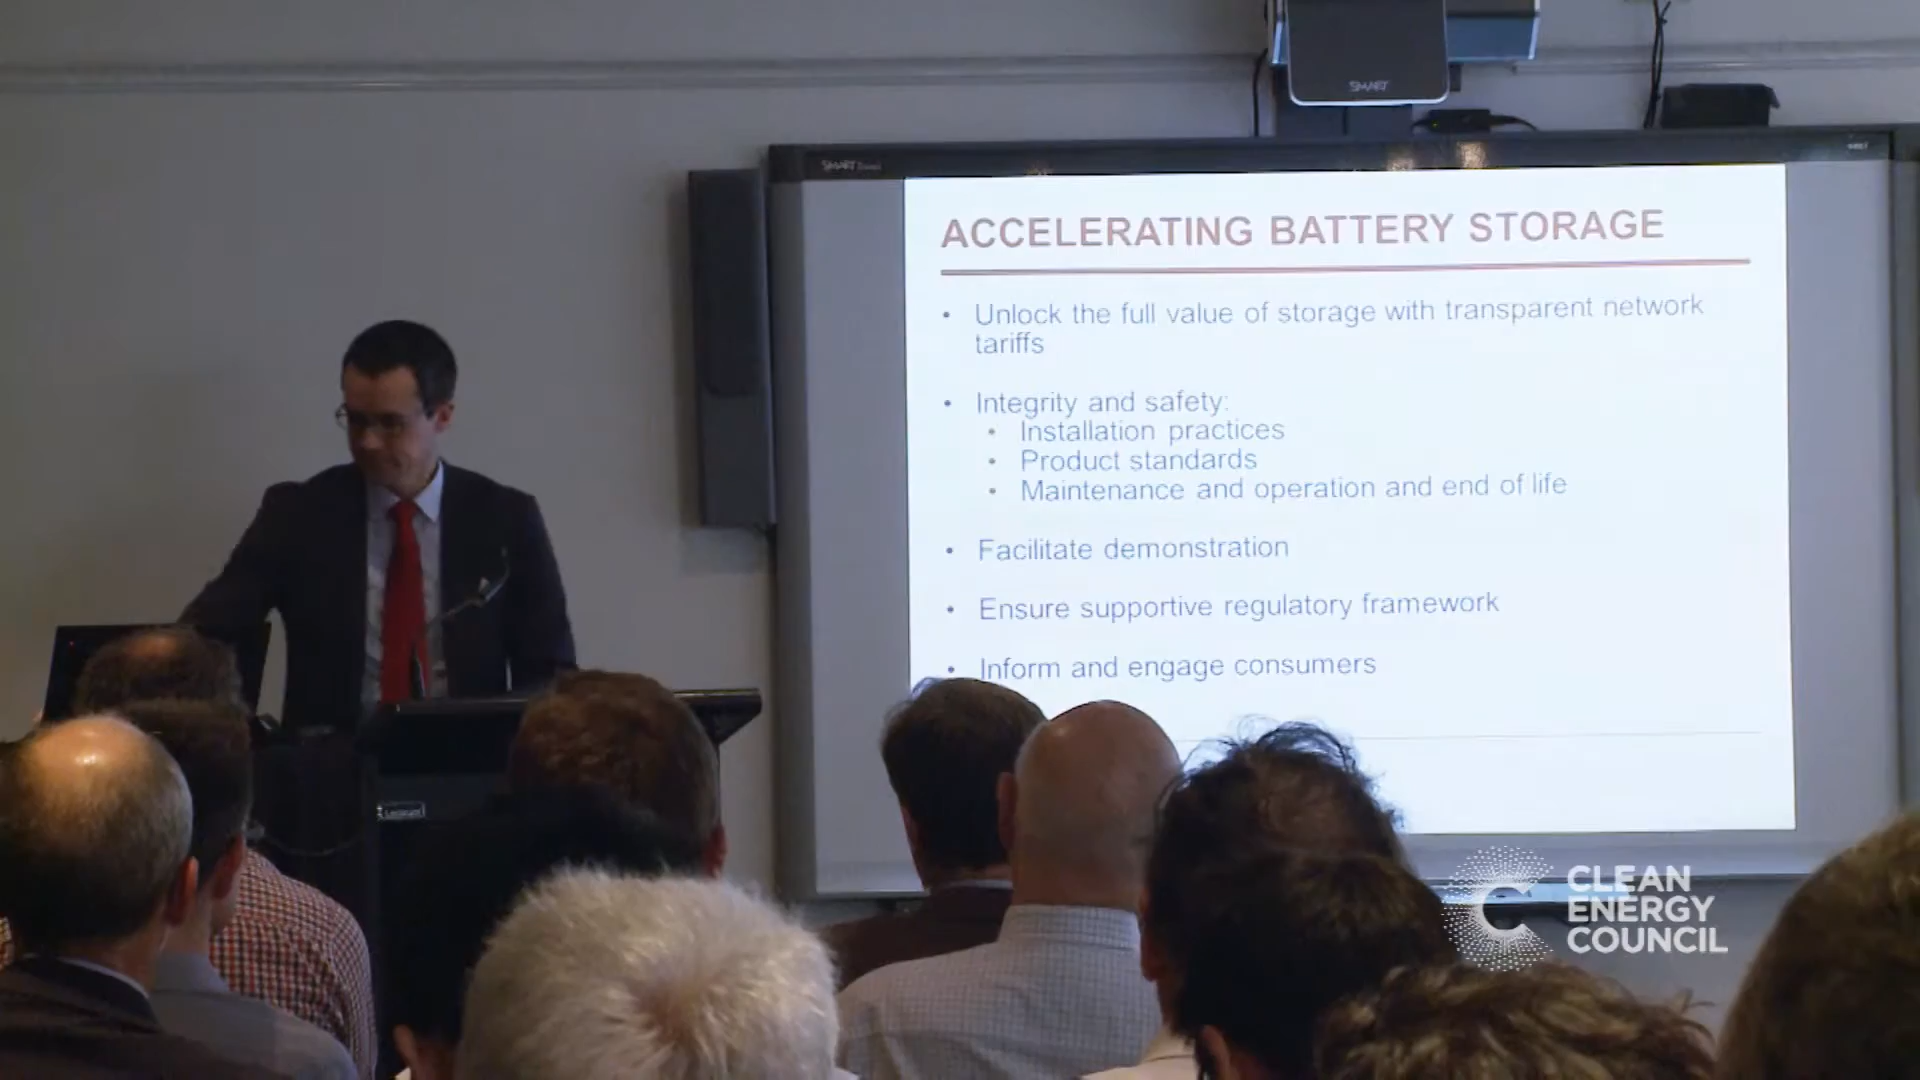 SMART
SMART
ACCELERATING BATTERY STORAGE
• Unlock the full value of storage with transparent network
tariffs
• Integrity and safety:
• Installation practices
• Product standards
• Maintenance and operation and end of life
• Facilitate demonstration
• Ensure supportive regulatory framework
• Inform and engage consumers
CLEAN
ENERGY
COUNCIL